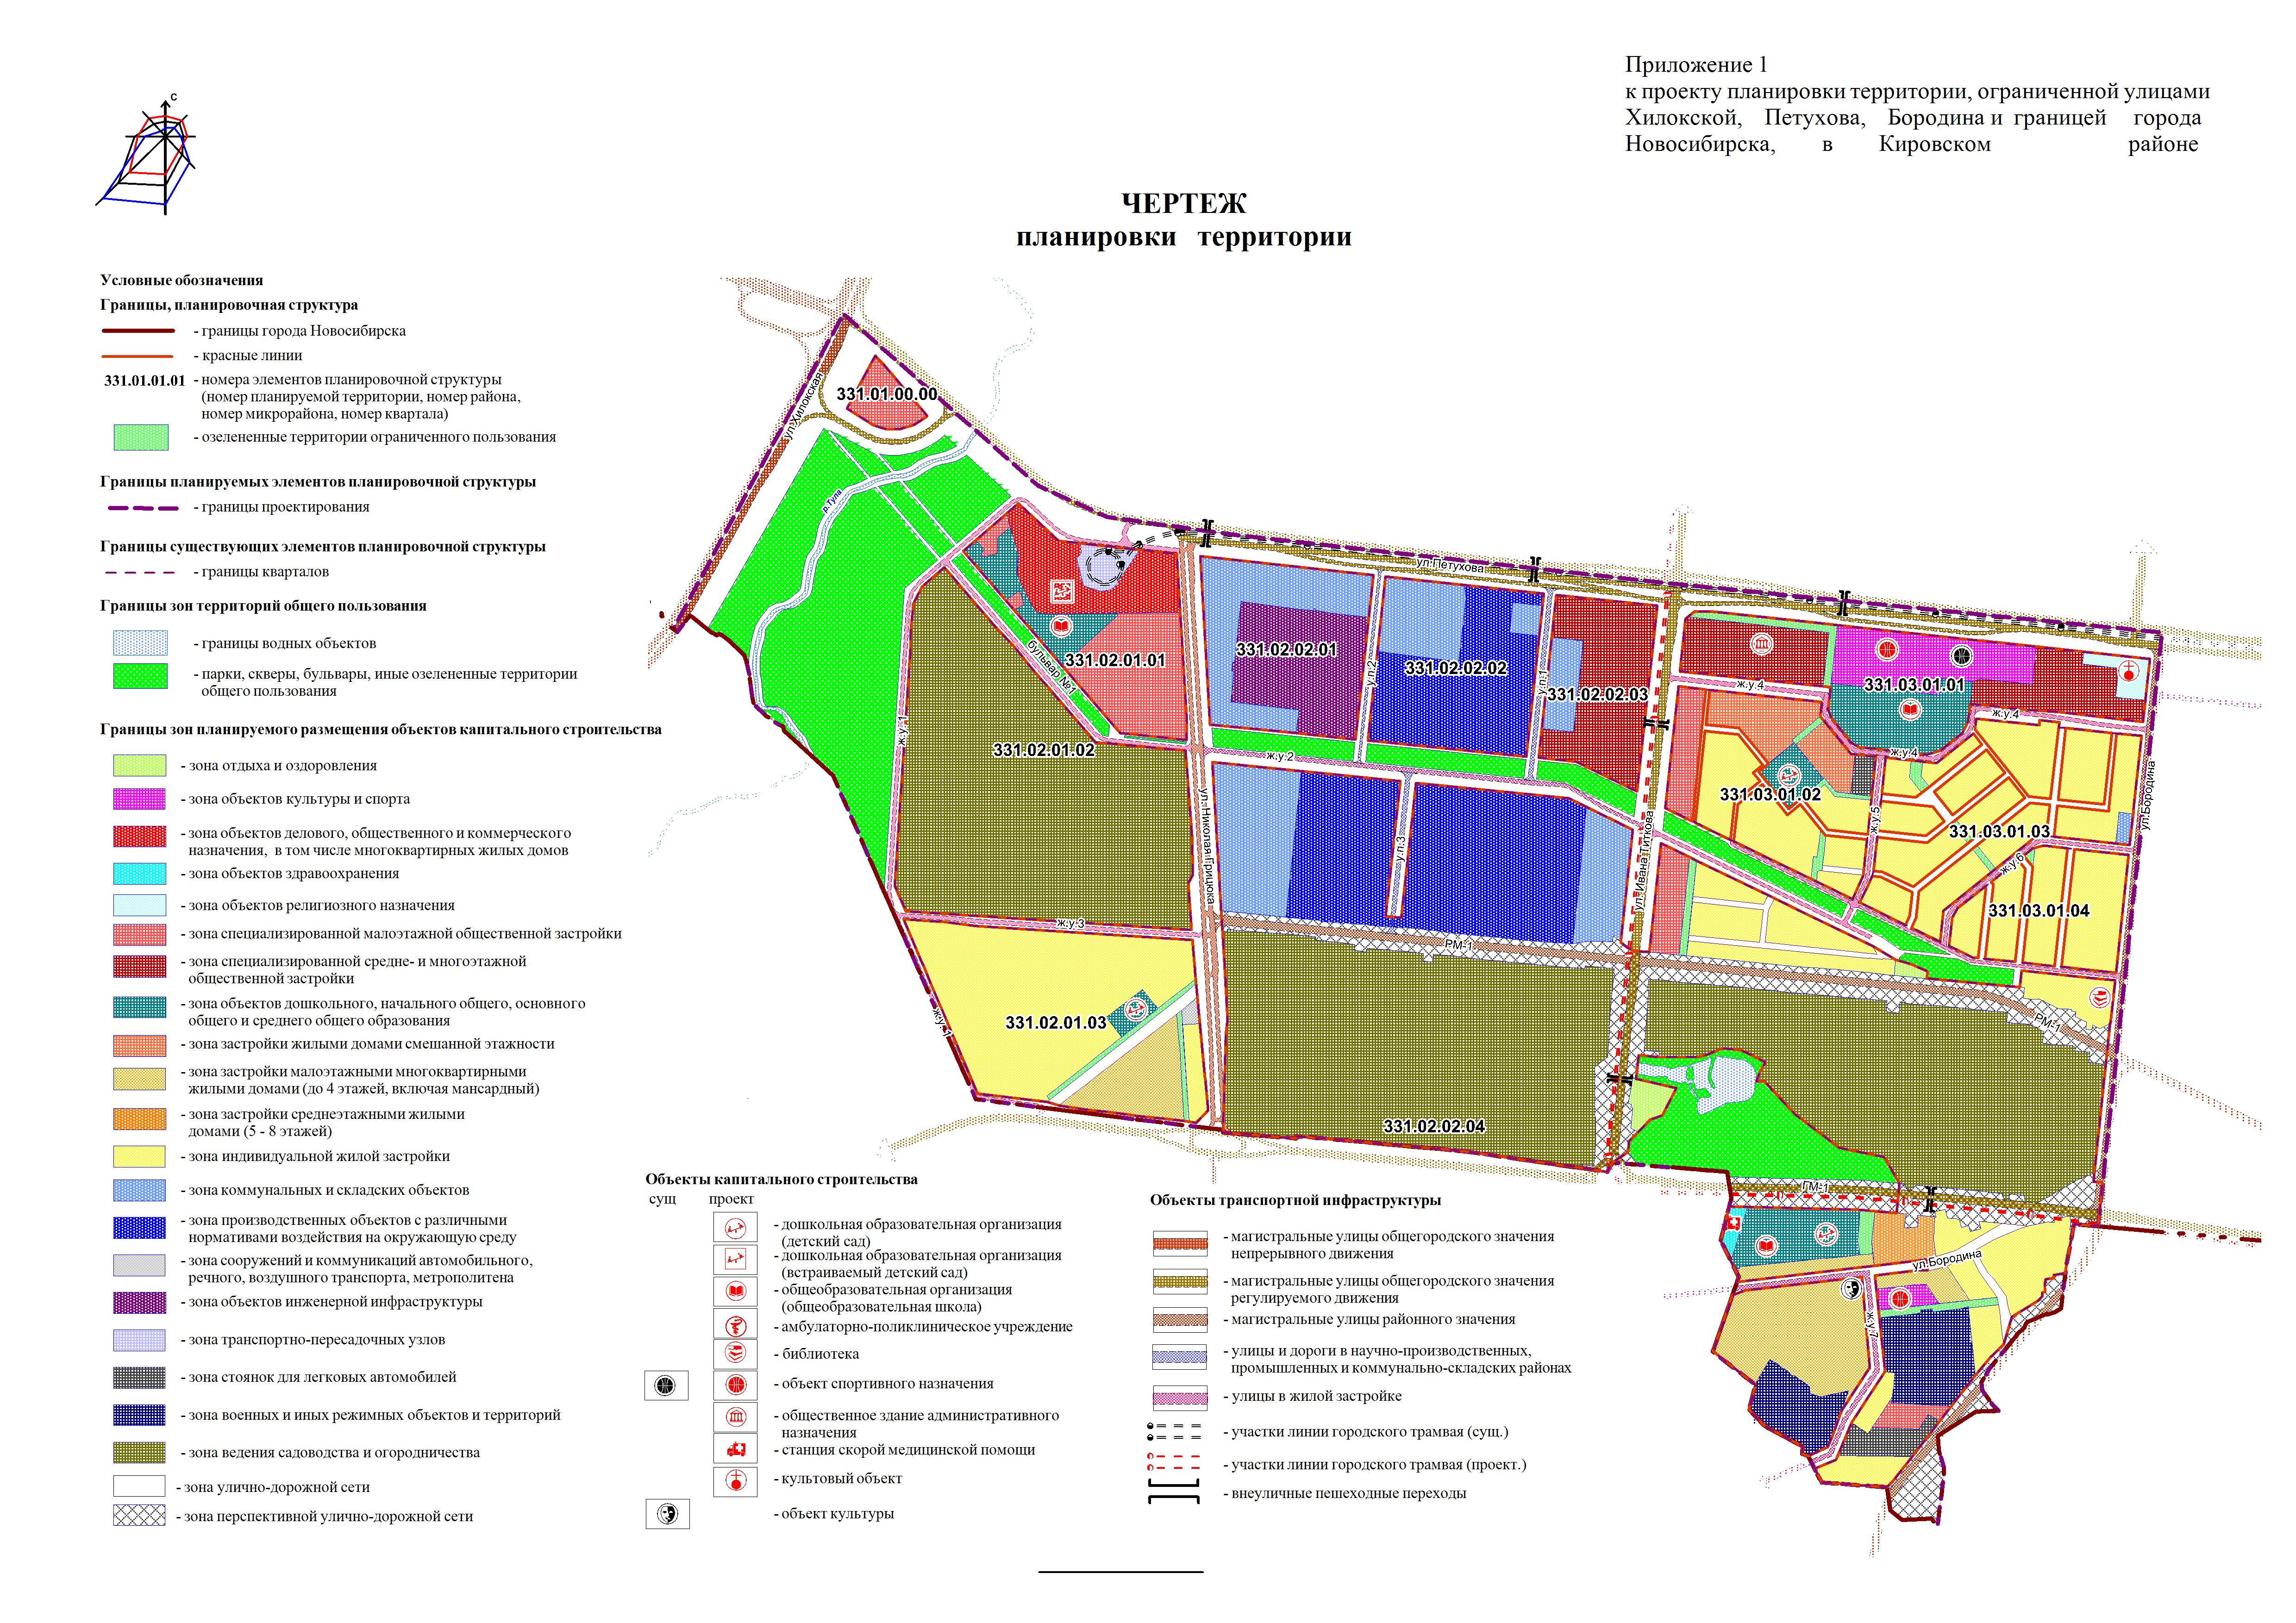 Приложение 1
к проекту планировки территории, ограниченной улицами
Хилокской, Петухова, Бородина и границей города
Новосибирска, в Кировском районе
С
ЧЕРТЕЖ
планировки территории
Условные обозначения
Границы, планировочная структура
- границы города Новосибирска
- красные линии
331.01.01.01 - номера элементов планировочной структуры
(номер планируемой территории, номер района,
номер микрорайона, номер квартала)
- озелененные территории ограниченного пользования
Границы планируемых элементов планировочной структуры
- границы проектирования
Границы существующих элементов планировочной структуры
- границы кварталов
Границы зон территорий общего пользования
- границы водных объектов
- парки, скверы, бульвары, иные озелененные территории
общего пользования
Границы зон планируемого размещения объектов капитального строительства
- зона отдыха и оздоровления
- зона объектов культуры и спорта
- зона объектов делового, общественного и коммерческого
назначения, в том числе многоквартирных жилых домов
- зона объектов здравоохранения
- зона объектов религиозного назначения
- зона специализированной малоэтажной общественной застройки
- зона специализированной средне- и многоэтажной
общественной застройки
- зона объектов дошкольного, начального общего, основного
общего и среднего общего образования
- зона застройки жилыми домами смешанной этажности
- зона застройки малоэтажными многоквартирными
жилыми домами (до 4 этажей, включая мансардный)
- зона застройки среднеэтажными жилыми
домами (5 - 8 этажей)
- зона индивидуальной жилой застройки
- зона коммунальных и складских объектов
- зона производственных объектов с различными
нормативами воздействия на окружающую среду
- зона сооружений и коммуникаций автомобильного,
речного, воздушного транспорта, метрополитена
- зона объектов инженерной инфраструктуры
- зона транспортно-пересадочных узлов
- зона стоянок для легковых автомобилей
- зона военных и иных режимных объектов и территорий
- зона ведения садоводства и огородничества
- зона улично-дорожной сети
- зона перспективной улично-дорожной сети
331.01.00.00
ул.Хилокская
р.Тула
ул.Петухова
331.02.01.01
бульвар №1
331.02.02.01
у.п.2
331.02.02.02
у.п.1
331.02.02.03
ж.у.4
331.03.01.01
ж.у.4
ж.у.4
ж.у.1
331.02.01.02
ж.у.2
331.03.01.02
ж.у.5
331.03.01.03
ул.Бородина
ул. Николая Грицюка
у.п.3
ул. Ивана Титкова
ж.у.6
331.03.01.04
ж.у.3
РМ-1
ж.у. 1
331.02.01.03
РМ-1
331.02.02.04
ГМ-1
ул.Бородина
ж.у.7
Объекты капитального строительства
сущ проект
- дошкольная образовательная организация
(детский сад)
- дошкольная образовательная организация
(встраиваемый детский сад)
- общеобразовательная организация
(общеобразовательная школа)
- амбулаторно-поликлиническое учреждение
- библиотека
- объект спортивного назначения
- общественное здание административного
назначения
- станция скорой медицинской помощи
- культовый объект
- объект культуры
Объекты транспортной инфраструктуры
- магистральные улицы общегородского значения
непрерывного движения
- магистральные улицы общегородского значения
регулируемого движения
- магистральные улицы районного значения
- улицы и дороги в научно-производственных,
промышленных и коммунально-складских районах
- улицы в жилой застройке
- участки линии городского трамвая (сущ.)
- участки линии городского трамвая (проект.)
- внеуличные пешеходные переходы